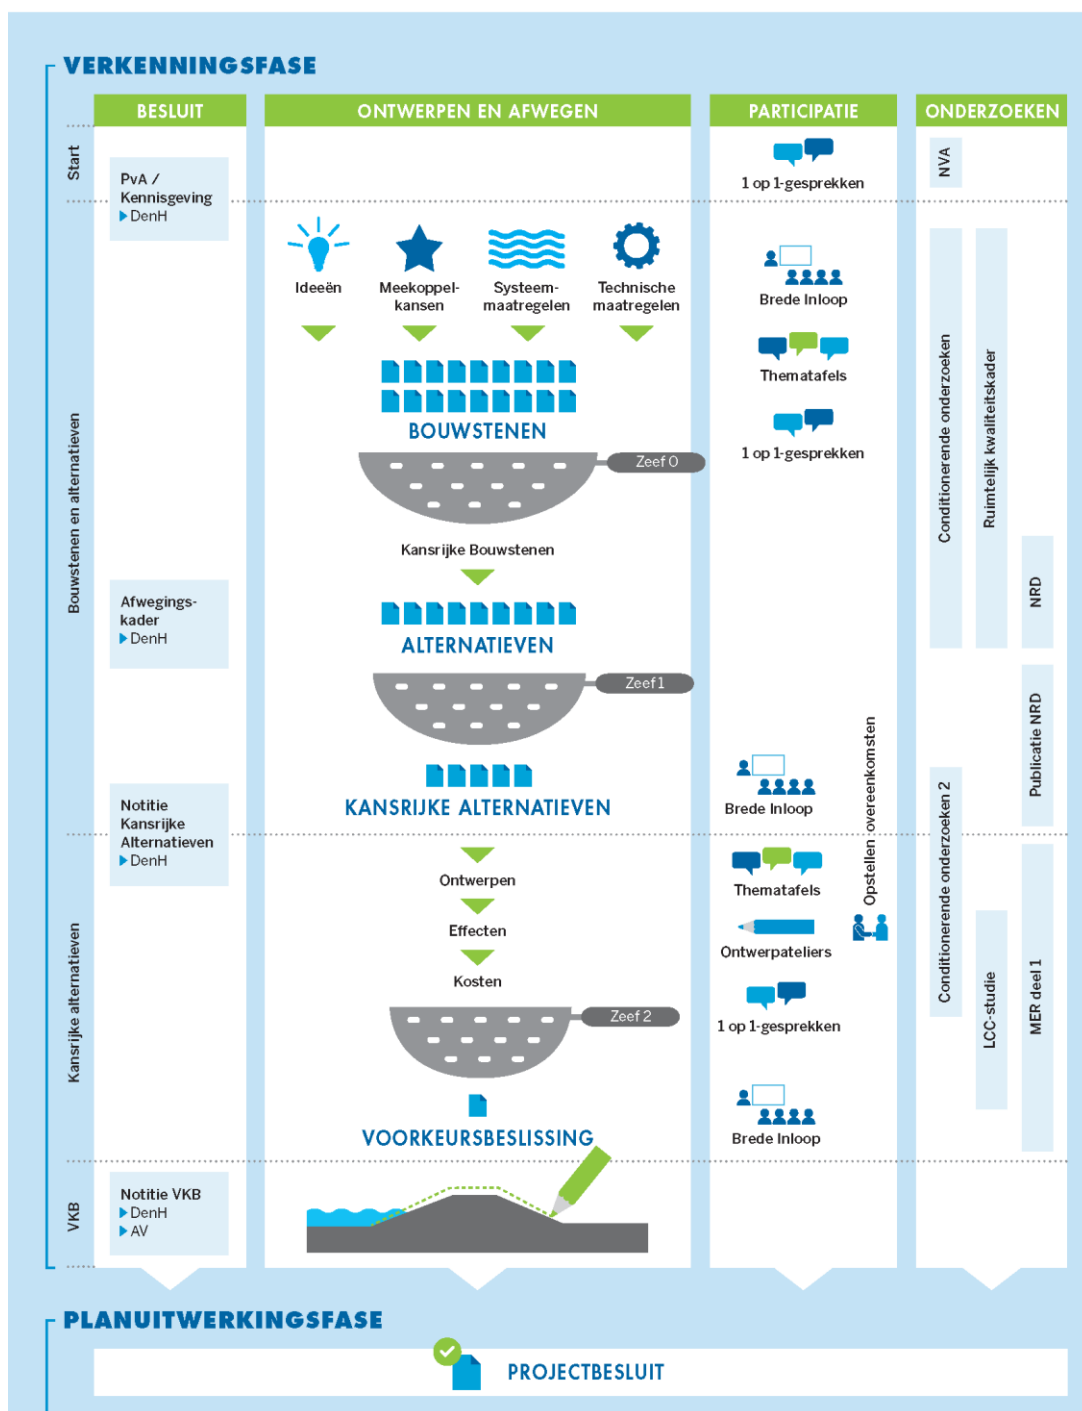 VERKENNINGSFASE
BESLUIT
ONTWERPEN EN AFWEGEN
PARTICIPATIE
ONDERZOEKEN
Start
PvA /
Kennisgeving
DenH
1 op 1-gesprekken
NVA
Bouwstenen en alternatieven
Ideeën
Meekoppel-
kansen
Systeem-
maatregelen
Technische
maatregelen
BOUWSTENEN
Zeef 0
Kansrijke Bouwstenen
Afwegings-
kader
DenH
ALTERNATIEVEN
Zeef 1
KANSRIJKE ALTERNATIEVEN
Notitie
Kansrijke
Alternatieven
DenH
Brede Inloop
Thematafels
1 op 1-gesprekken
Brede Inloop
Conditionerende onderzoeken
Ruimtelijk kwaliteitskader
NRD
Publicatie NRD
Kansrijke alternatieven
Ontwerpen
Effecten
Kosten
Zeef 2
VOORKEURSBESLISSING
Thematafels
Ontwerpateliers
1 op 1-gesprekken
Brede Inloop
Opstellen overeenkomsten
Conditionerende onderzoeken 2
LCC-studie
MER deel 1
VKB
Notitie VKB
DenH
AV
PLANUITWERKINGSFASE
PROJECTBESLUIT